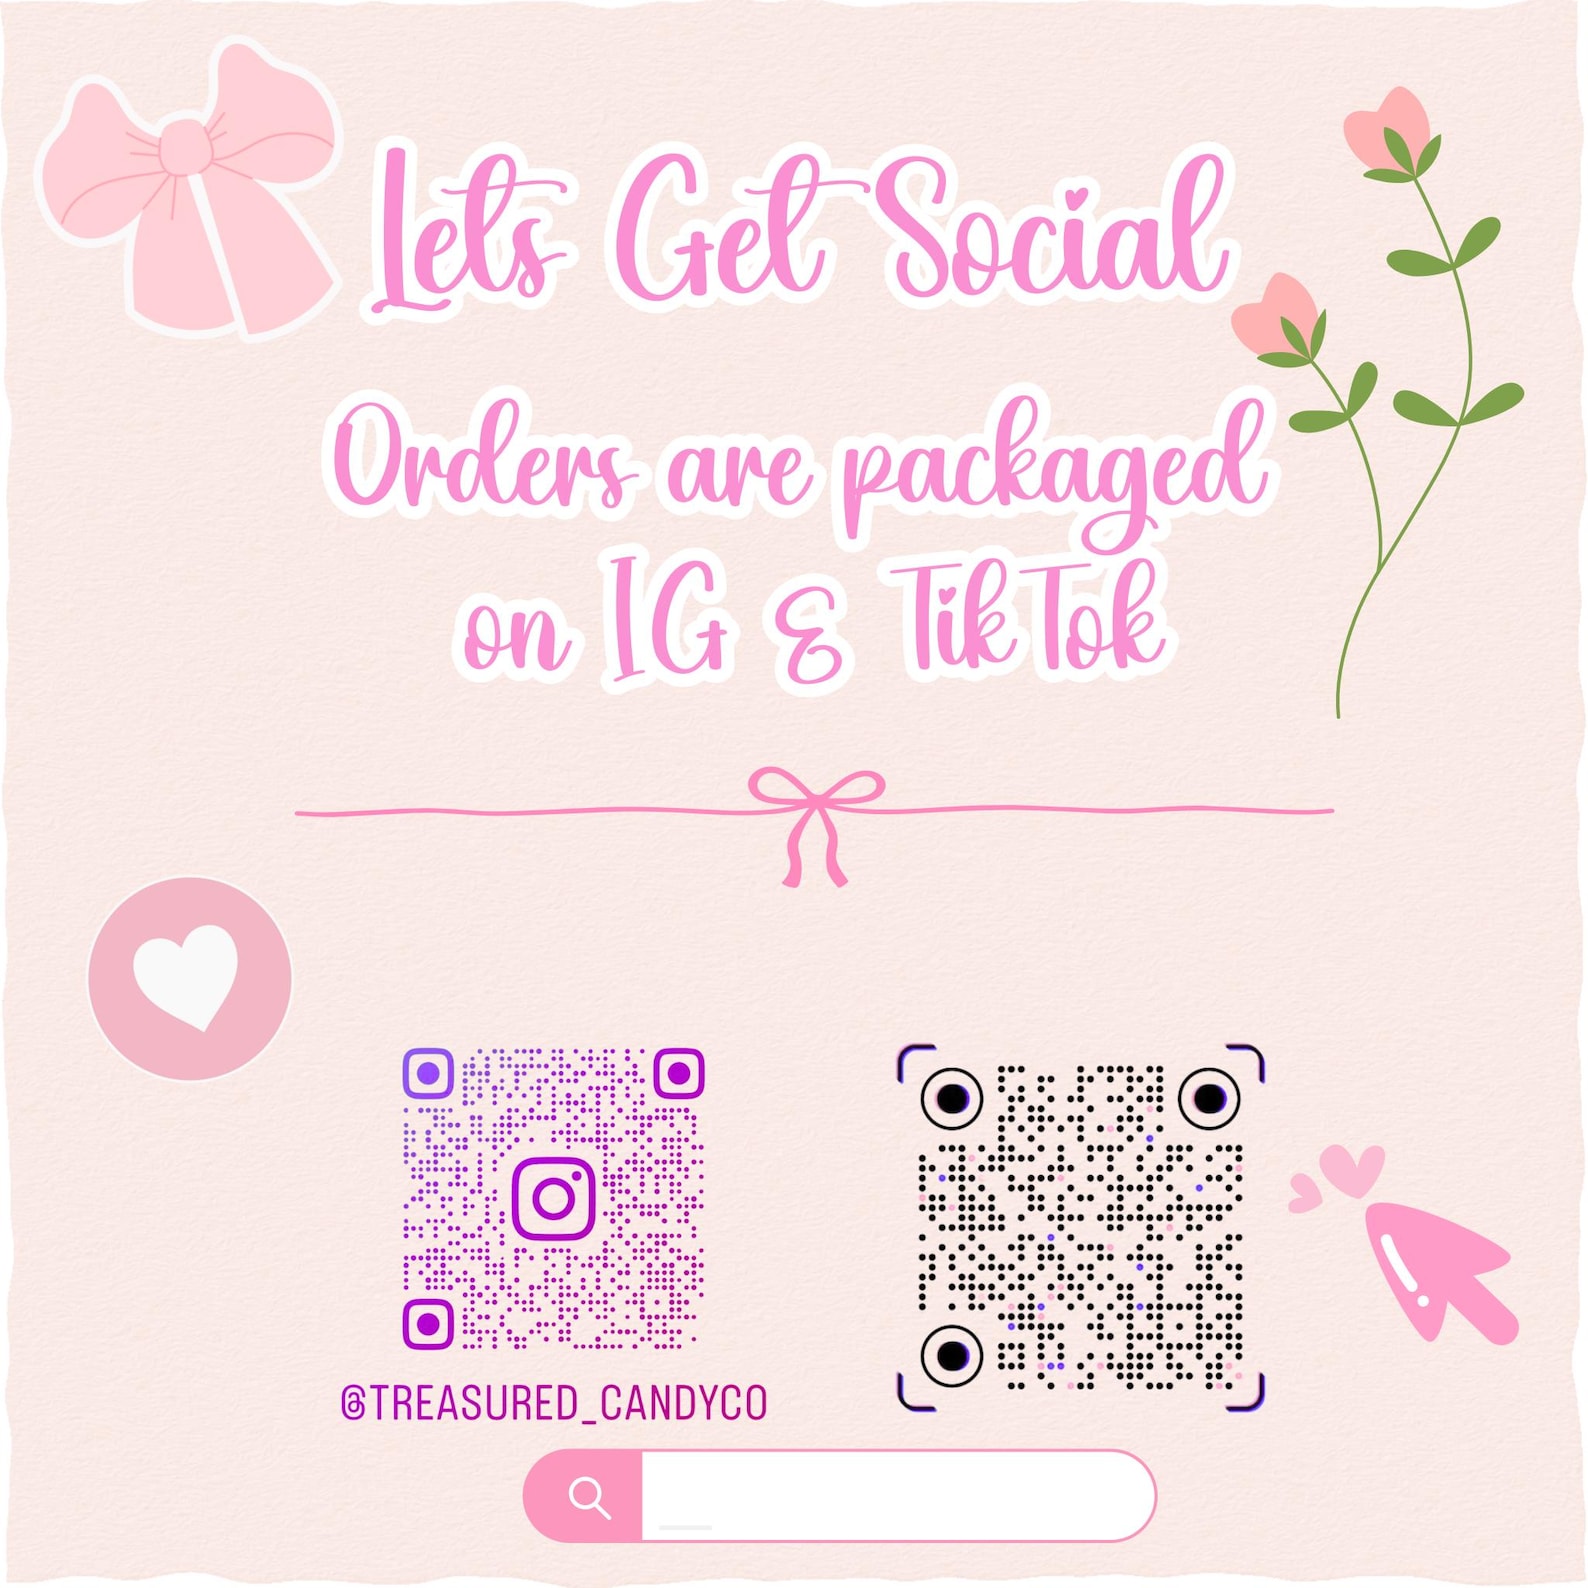 Lets Get Social
Orders are packaged
on IG & TikTok
@TREASURED_CANDYCO